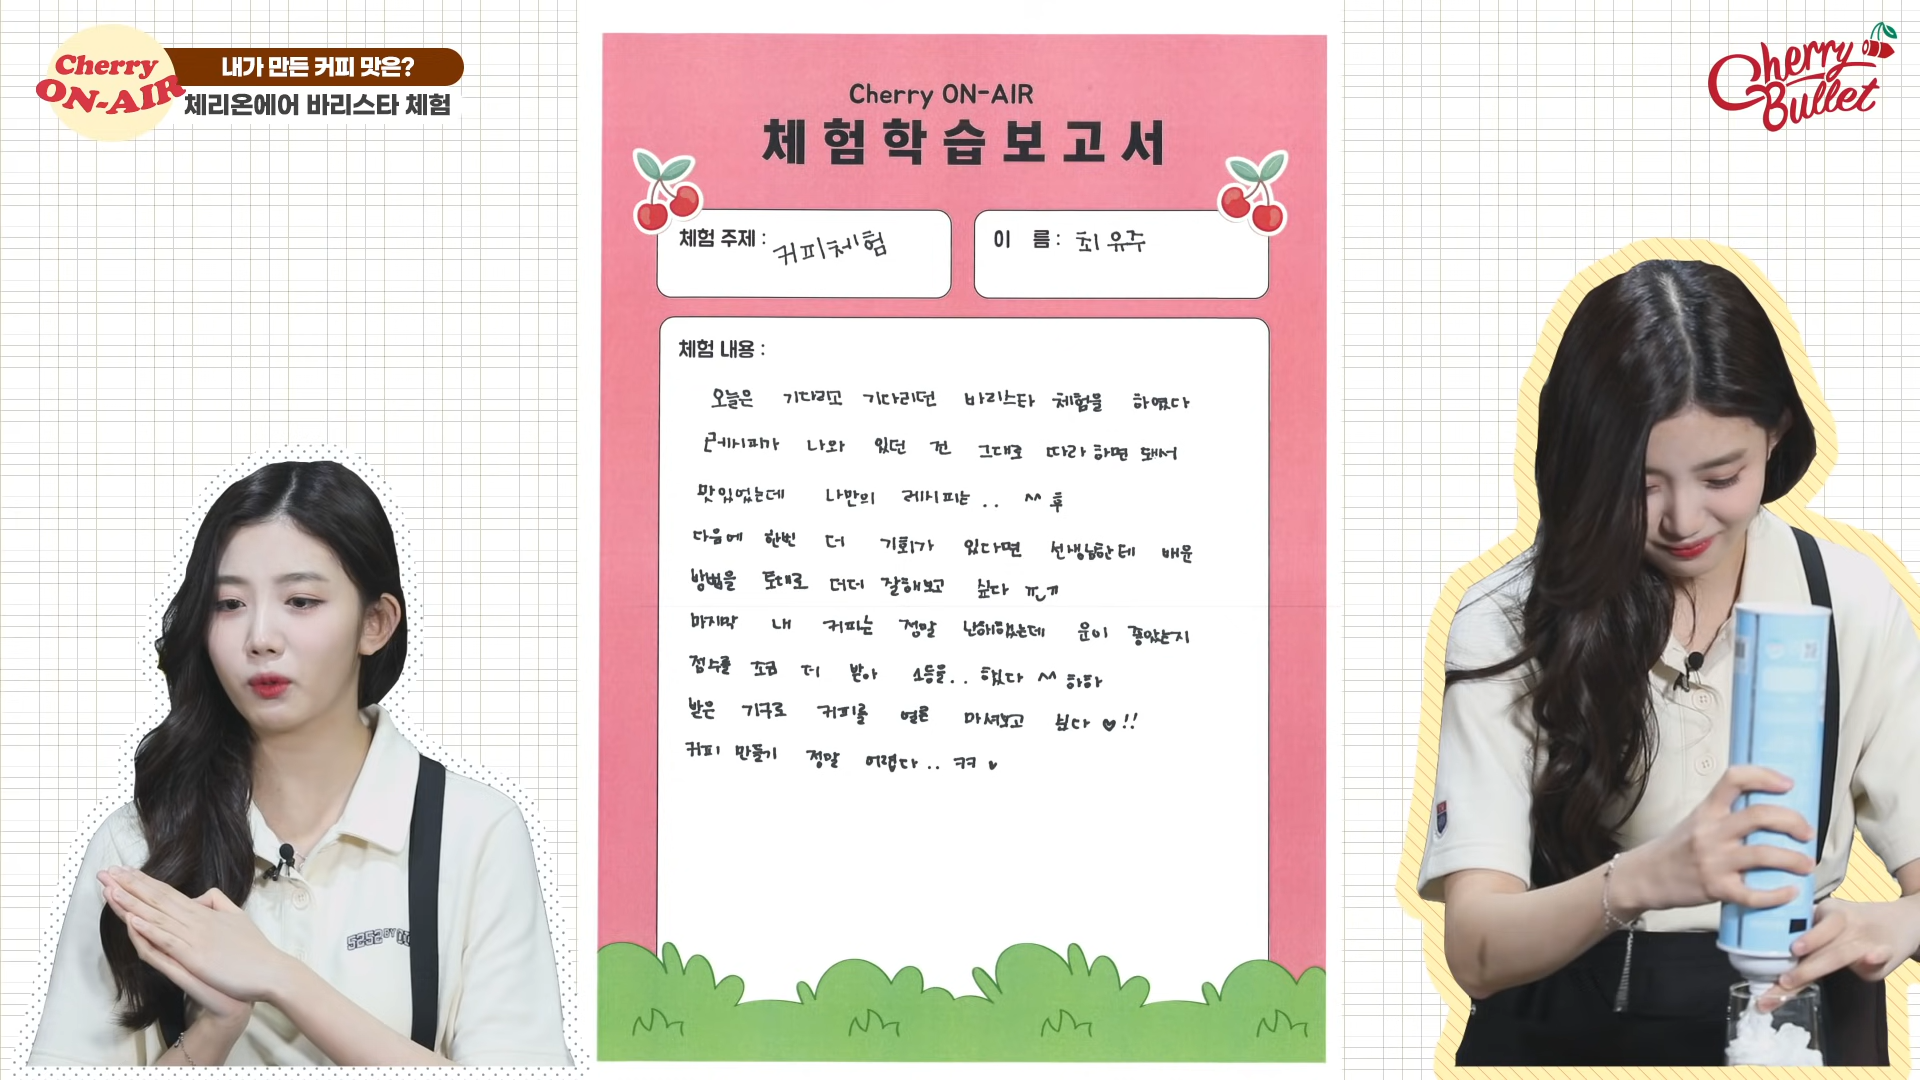 Cherry
ON-AIR
내가 만든 커피 맛은?
체리온에어 바리스타 체험
Cherry
Bullet
Cherry ON-AIR
체험학습보고서
체험 주제 : 커피체험
이 름 : 최유주
체험 내용 :
오늘은 기다리고 기다리던 바리스타 체험을 하였다
레시피가 나와 있던 건 그대로 따라하면 돼서
맛있었는데 나만의 레시피는.. ^^ 후
다음에 한번 더 기회가 있다면 선생님한테 배운
방법을 토대로 더더 잘해보고 싶다 ㅠ_ㅠ
마지막 내 커피는 정말 난해했는데 운이 좋았는지
점수를 조금 더 받아 1등을.. 했다 ^^ 하하
받은 기구로 커피를 얼른 마셔보고 싶다 ♥!!
커피 만들기 정말 어렵다.. ㅋㅋ ♥
5252 BY